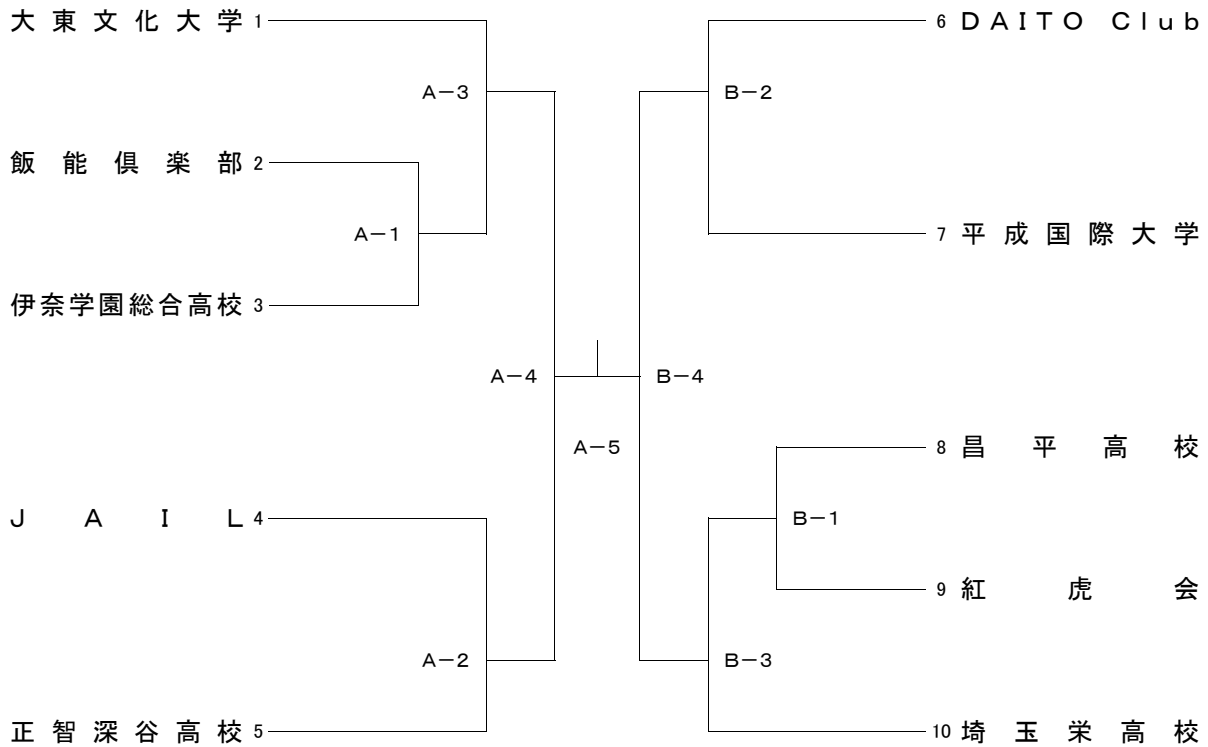 大東文化大学 1
6 DAITO Club
A-3
B-2
飯能倶楽部 2
A-1
7 平成国際大学
伊奈学園総合高校 3
A-4
B-4
A-5
8 昌平高校
JAIL 4
B-1
9 紅虎会
A-2
B-3
正智深谷高校 5
10 埼玉栄高校